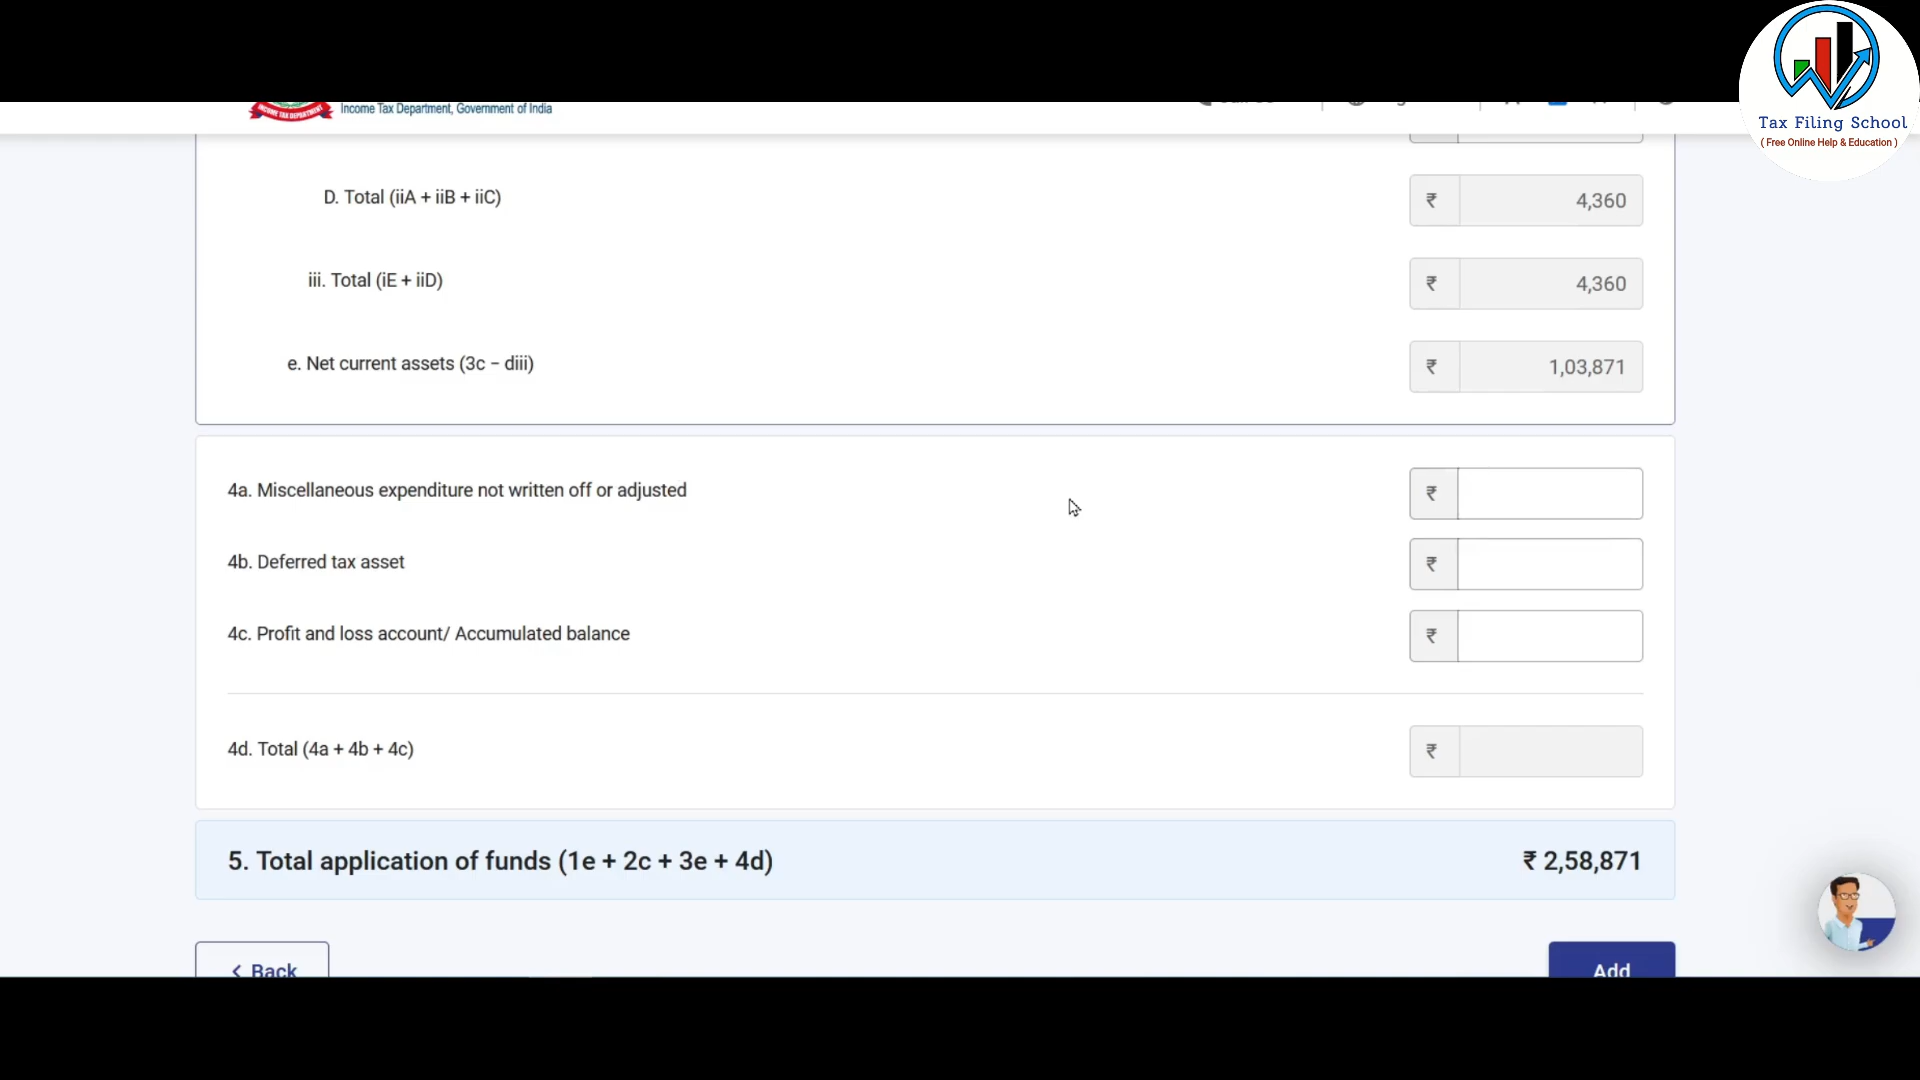 Income Tax Department, Government of India
INCOME TAX DEPARTMENT
Tax Filing School
( Free Online Help & Education )
D. Total (iiA + iiB + iiC)
₹ 4,360
iii. Total (iE + iiD)
₹ 4,360
e. Net current assets (3c − diii)
₹ 1,03,871
4a. Miscellaneous expenditure not written off or adjusted
₹
4b. Deferred tax asset
₹
4c. Profit and loss account/ Accumulated balance
₹
4d. Total (4a + 4b + 4c)
₹
5. Total application of funds (1e + 2c + 3e + 4d)
₹ 2,58,871
< Back
Add